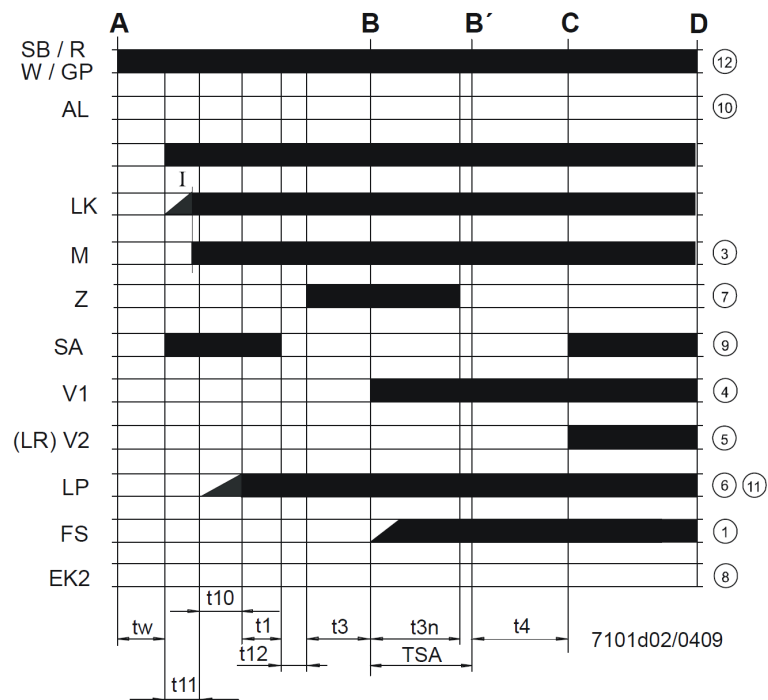 A B B´ C D
SB / R
W / GP 12
AL 10
I
LK
M 3
Z 7
SA 9
V1 4
(LR) V2 5
LP 6 11
FS 1
EK2 8
t10
tw t1 t3 t3n t4 7101d02/0409
t12 TSA
t11